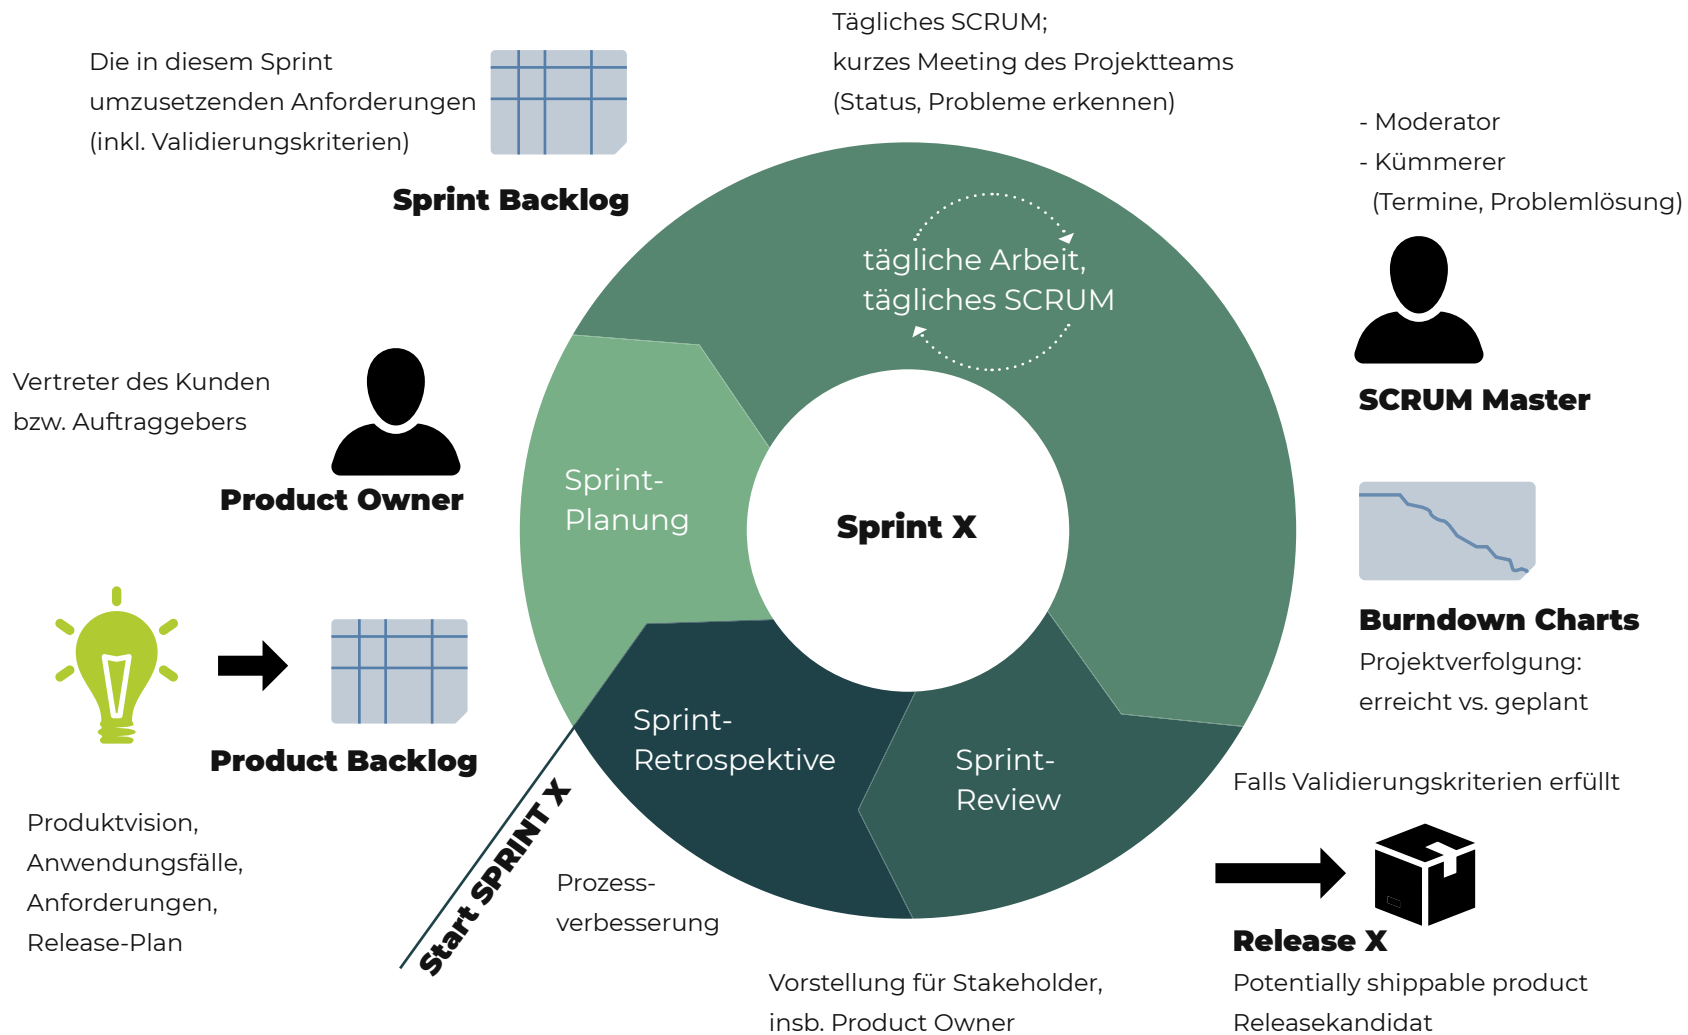 Tägliches SCRUM;
kurzes Meeting des Projektteams
(Status, Probleme erkennen)
Die in diesem Sprint
umzusetzenden Anforderungen
(inkl. Validierungskriterien)
Sprint Backlog
- Moderator
- Kümmerer
(Termine, Problemlösung)
SCRUM Master
tägliche Arbeit,
tägliches SCRUM
Vertreter des Kunden
bzw. Auftraggebers
Product Owner
Sprint-
Planung
Sprint X
Burndown Charts
Projektverfolgung:
erreicht vs. geplant
Product Backlog
Produktvision,
Anwendungsfälle,
Anforderungen,
Release-Plan
Start SPRINT X
Sprint-
Retrospektive
Sprint-
Review
Prozess-
verbesserung
Vorstellung für Stakeholder,
insb. Product Owner
Falls Validierungskriterien erfüllt
Release X
Potentially shippable product
Releasekandidat